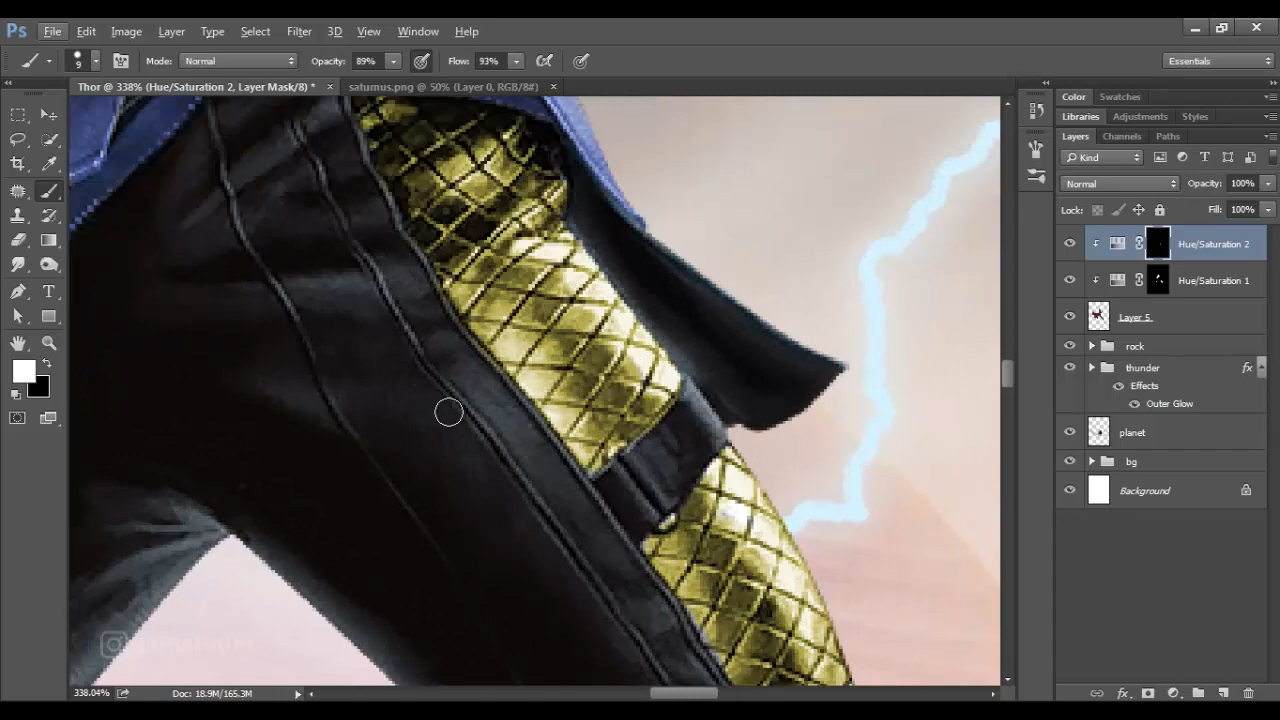 Ps File Edit Image Layer Type Select Filter 3D View Window Help
9 Mode: Normal Opacity: 89% Flow: 93% Essentials
Thor @ 338% (Hue/Saturation 2, Layer Mask/8) * × saturnus.png @ 50% (Layer 0, RGB/8#) ×
Color Swatches
Libraries Adjustments Styles
Layers Channels Paths
Kind
Normal Opacity: 100%
Lock: Fill: 100%
Hue/Saturation 2
Hue/Saturation 1
Layer 5
rock
thunder fx
Effects
Outer Glow
planet
bg
Background
338.04% Doc: 18.9M/165.3M